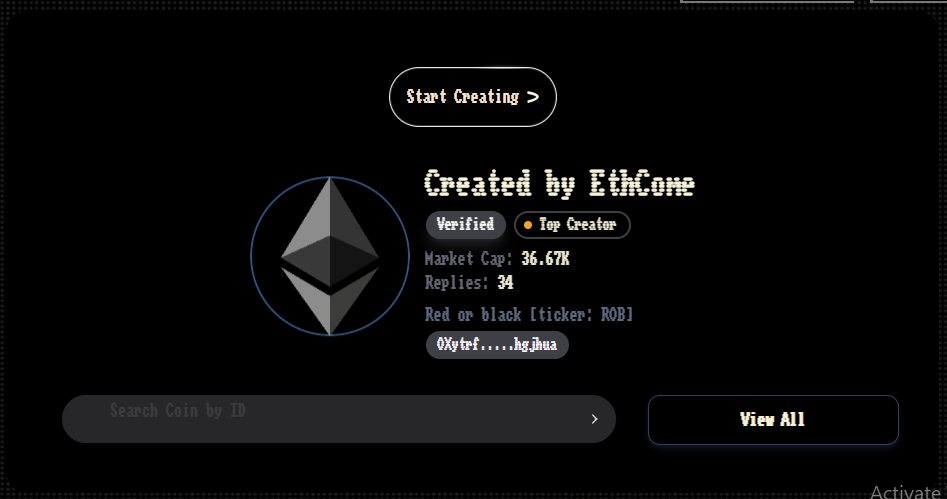 Start Creating >
Created by EthCome
Verified
Top Creator
Market Cap: 36.67K
Replies: 34
Red or black [ticker: ROB]
0Xytrf.....hgjhua
Search Coin by ID
View All
Activate